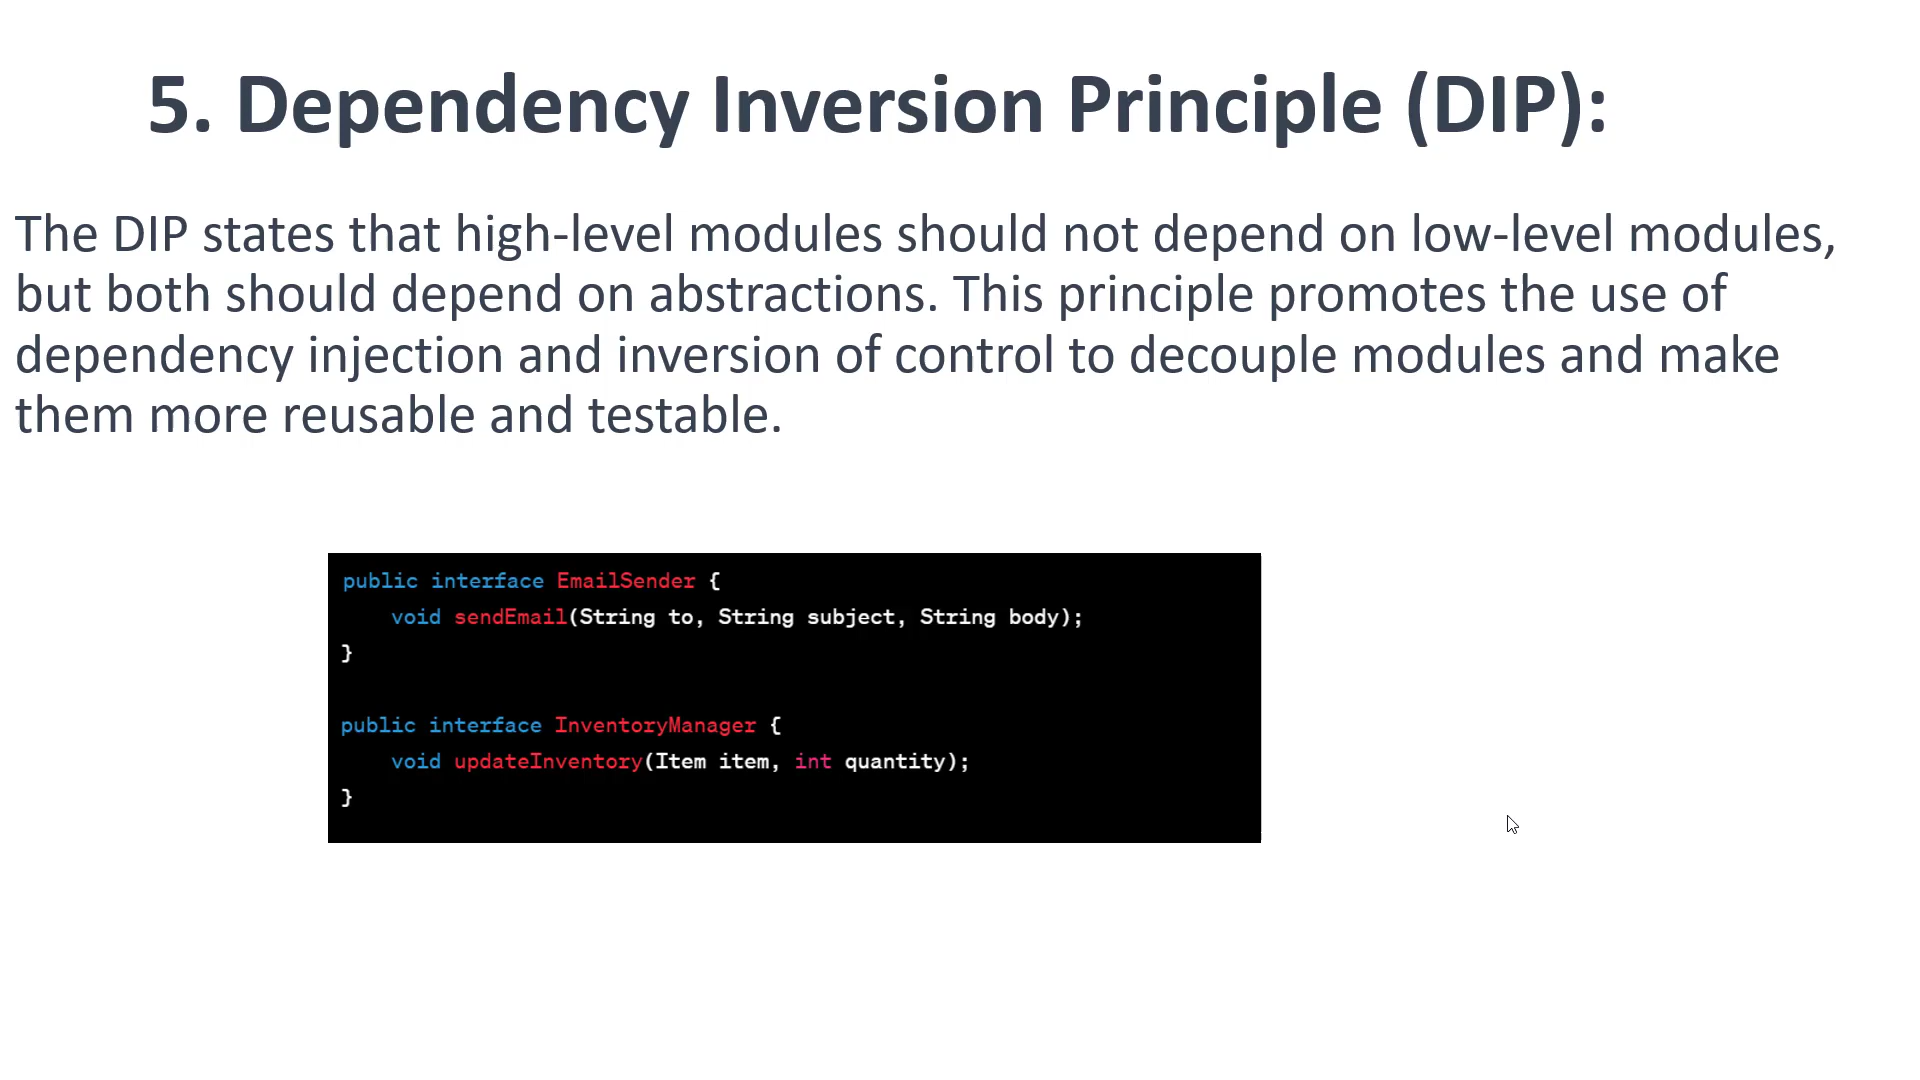 5. Dependency Inversion Principle (DIP):
The DIP states that high-level modules should not depend on low-level modules,
but both should depend on abstractions. This principle promotes the use of
dependency injection and inversion of control to decouple modules and make
them more reusable and testable.
public interface EmailSender {
    void sendEmail(String to, String subject, String body);
}
public interface InventoryManager {
    void updateInventory(Item item, int quantity);
}